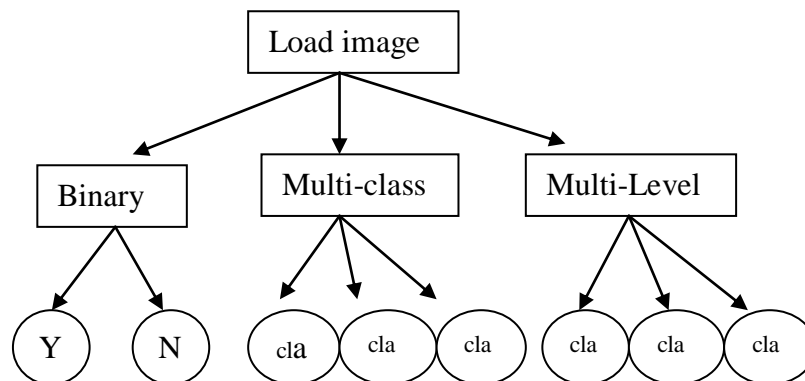 Load image
Binary
Multi-class
Multi-Level
Y
N
cla
cla
cla
cla
cla
cla